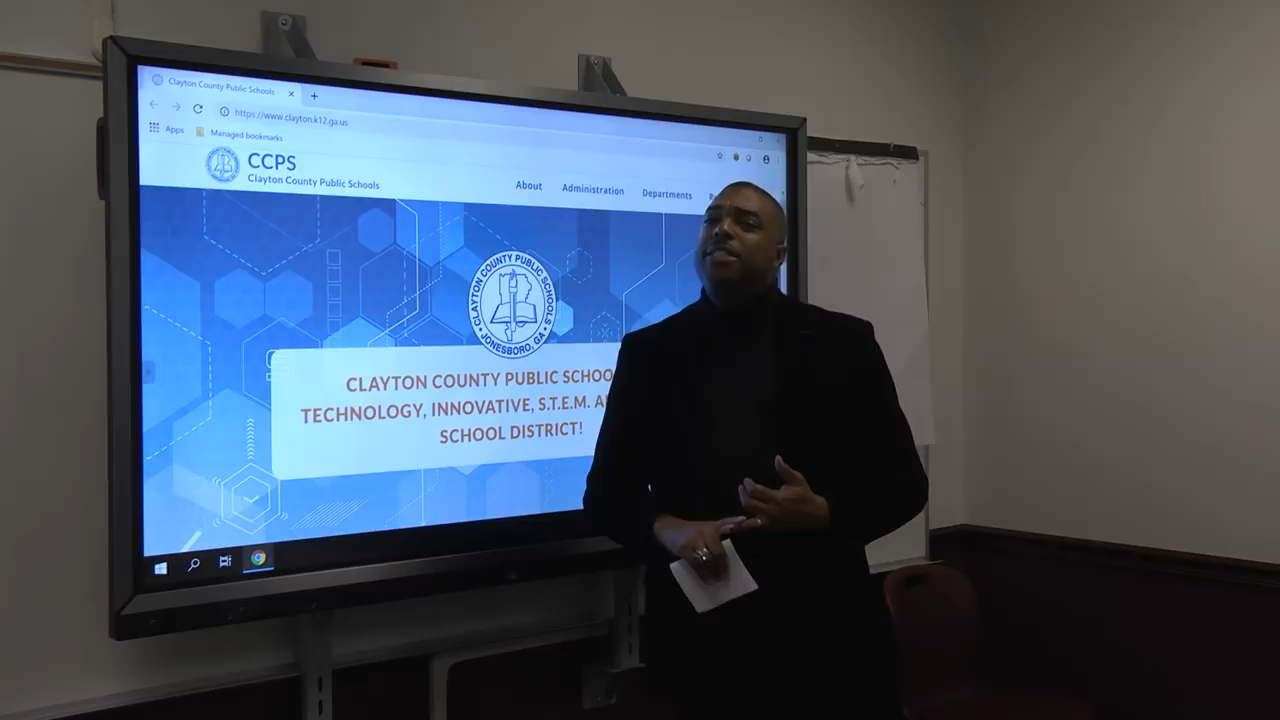 Clayton County Public Schools
https://www.clayton.k12.ga.us
Apps
Managed bookmarks
CCPS
Clayton County Public Schools
About
Administration
Departments
CLAYTON COUNTY PUBLIC SCHOOLS
• JONESBORO, GA •
CLAYTON COUNTY PUBLIC SCHOO
TECHNOLOGY, INNOVATIVE, S.T.E.M. A
SCHOOL DISTRICT!